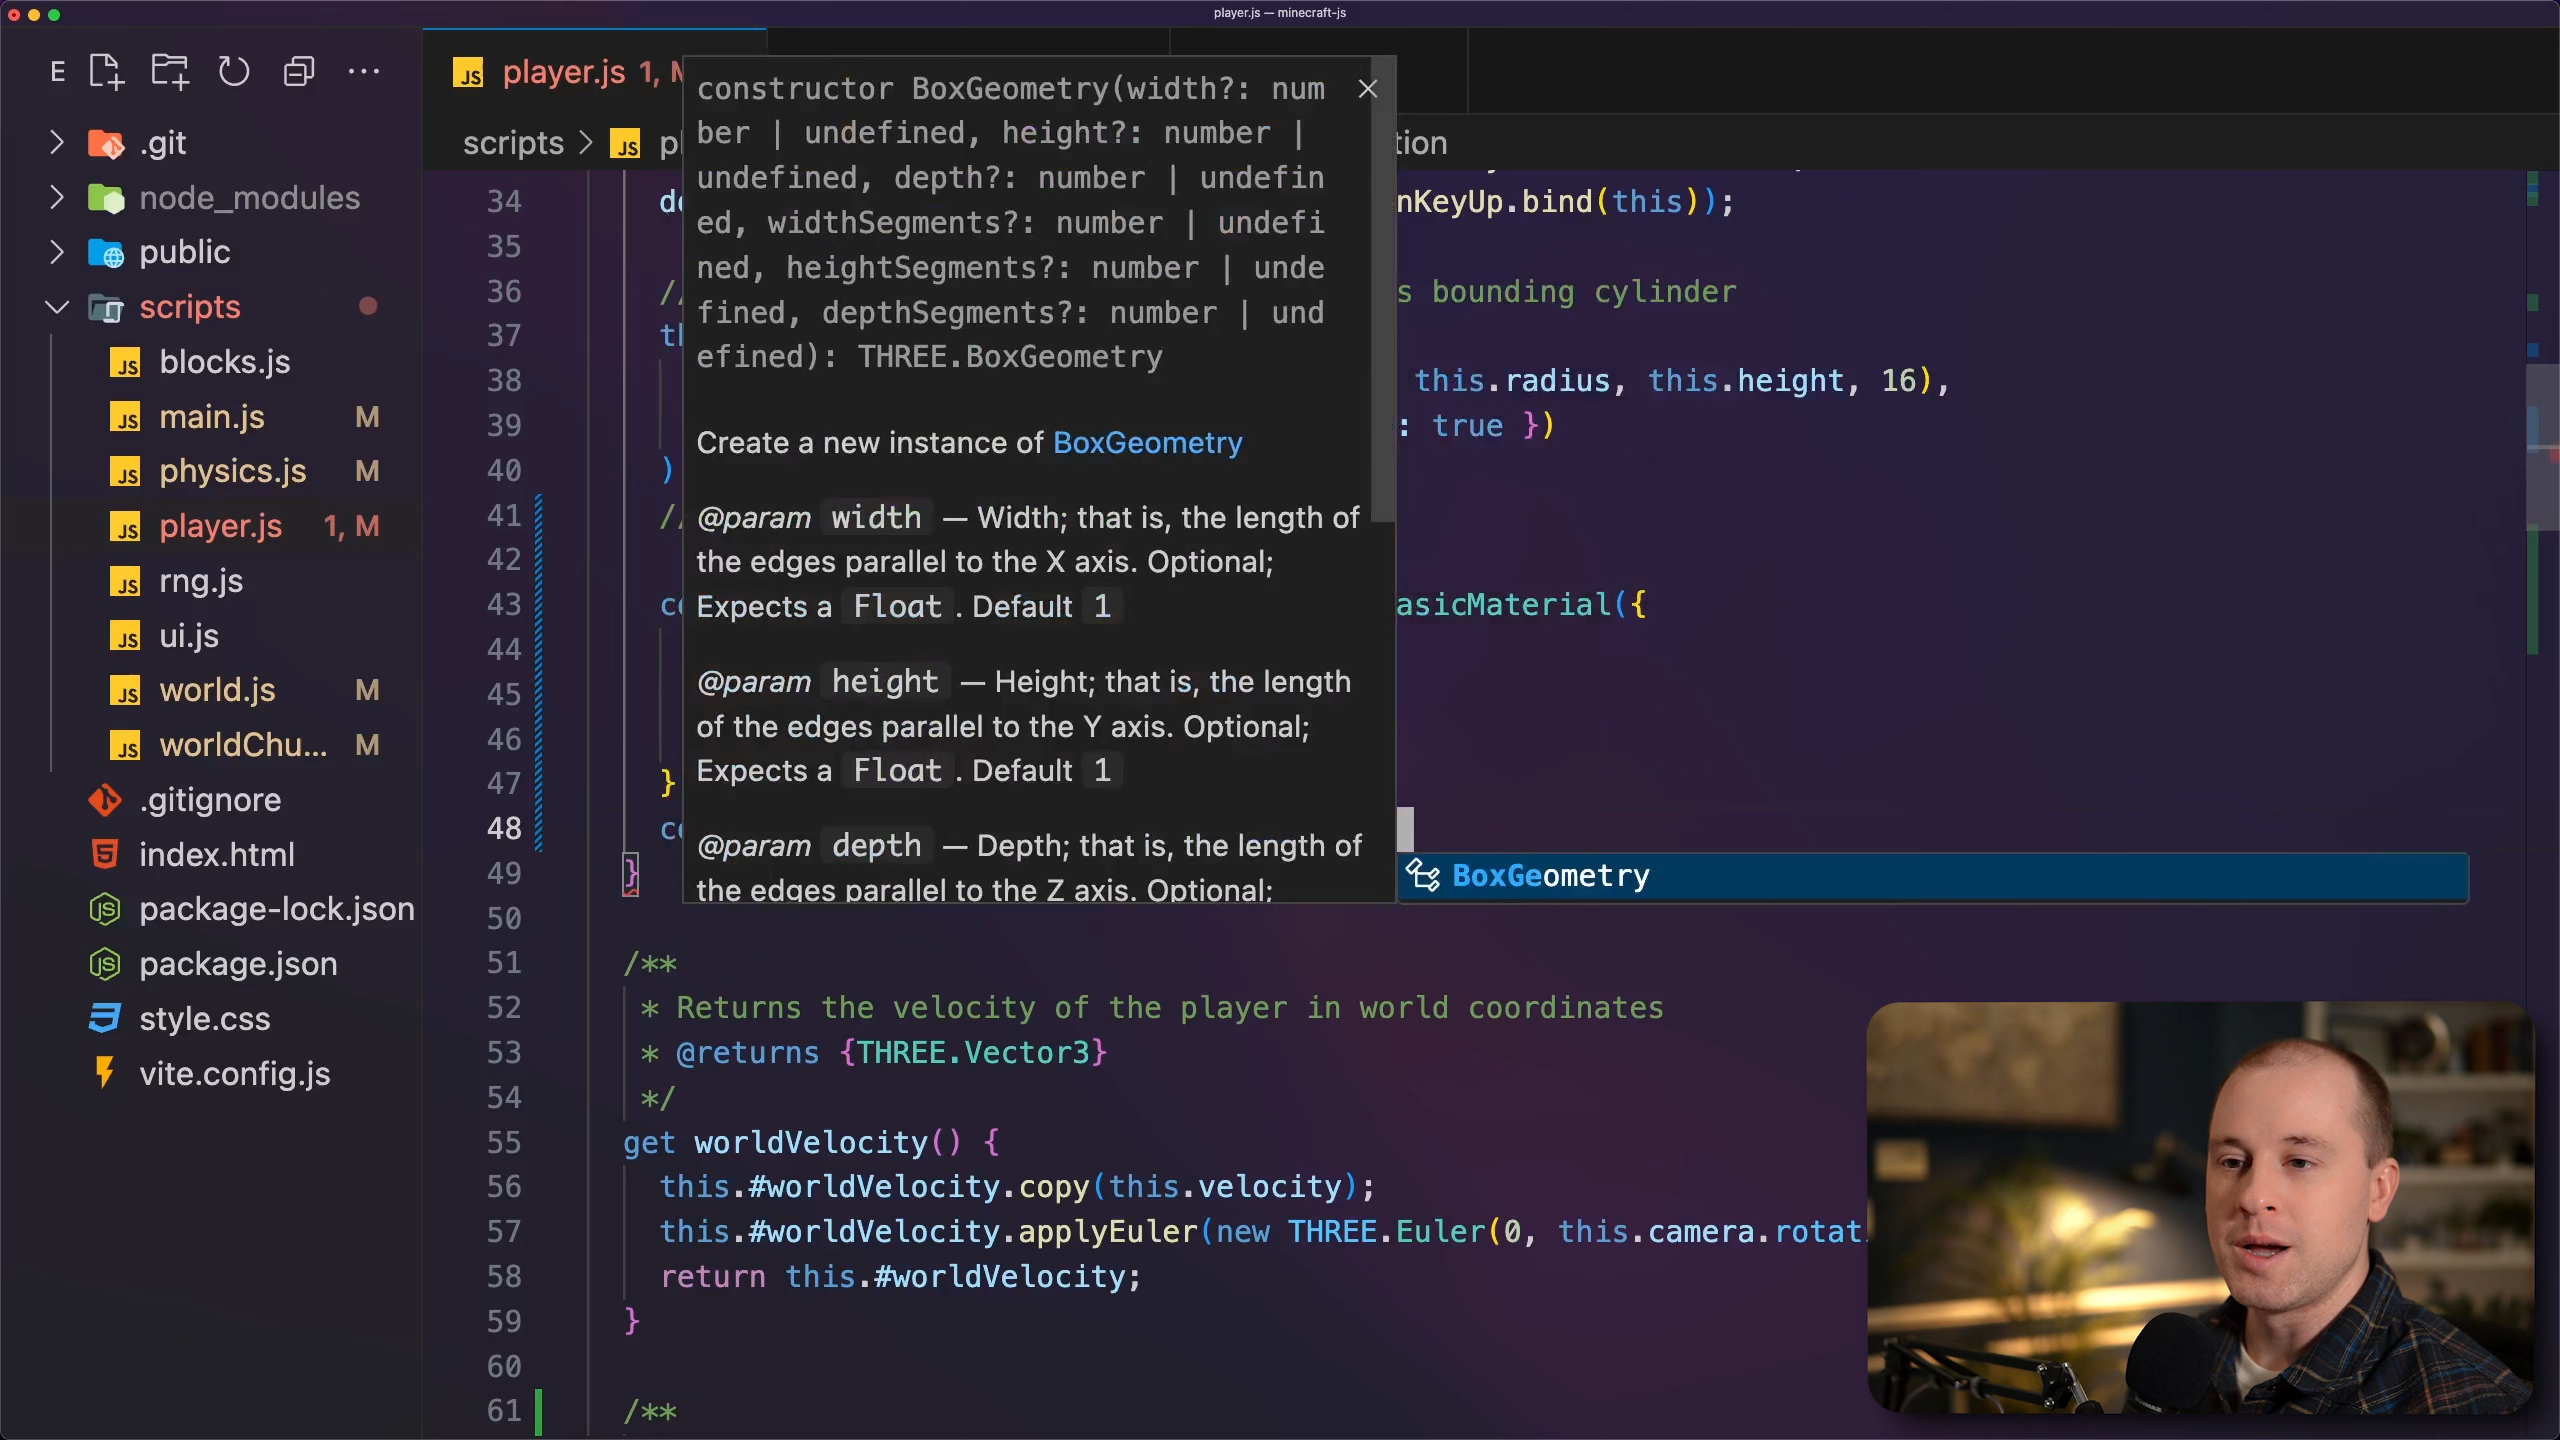 player.js — minecraft-js
E
.git
node_modules
public
scripts
blocks.js
main.js M
physics.js M
player.js 1, M
rng.js
ui.js
world.js M
worldChu... M
.gitignore
index.html
package-lock.json
package.json
style.css
vite.config.js
JS player.js 1,
scripts > JS
tion
constructor BoxGeometry(width?: num
ber | undefined, height?: number |
undefined, depth?: number | undefin
ed, widthSegments?: number | undefi
ned, heightSegments?: number | unde
fined, depthSegments?: number | und
efined): THREE.BoxGeometry
Create a new instance of BoxGeometry
@param width — Width; that is, the length of
the edges parallel to the X axis. Optional;
Expects a Float. Default 1
@param height — Height; that is, the length
of the edges parallel to the Y axis. Optional;
Expects a Float. Default 1
@param depth — Depth; that is, the length of
the edges parallel to the Z axis. Optional;
34 nKeyUp.bind(this));
35
36 // s bounding cylinder
37
38 this.radius, this.height, 16),
39 : true })
40 )
41 //
42
43 asicMaterial({
44
45
46
47 }
48
BoxGeometry
49 }
50
51 /**
52 * Returns the velocity of the player in world coordinates
53 * @returns {THREE.Vector3}
54 */
55 get worldVelocity() {
56 this.#worldVelocity.copy(this.velocity);
57 this.#worldVelocity.applyEuler(new THREE.Euler(0, this.camera.rotat
58 return this.#worldVelocity;
59 }
60
61 /**